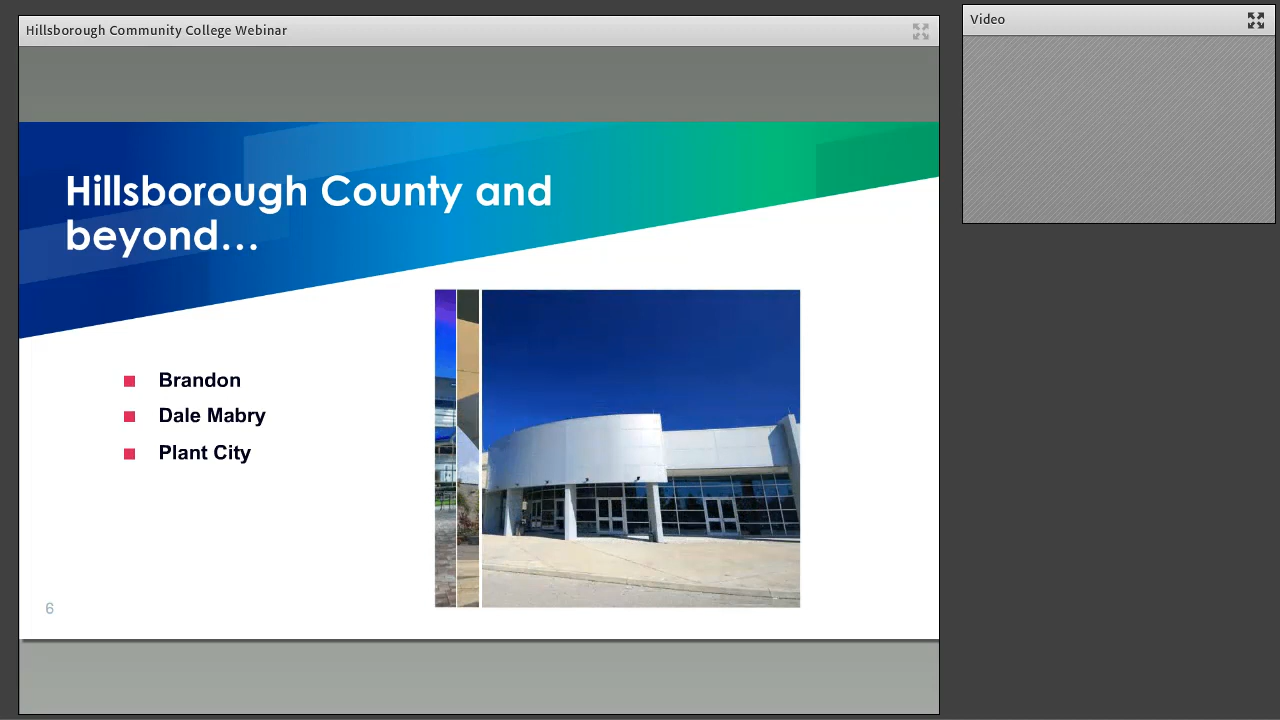 Hillsborough Community College Webinar
Video
Hillsborough County and
beyond...
Brandon
Dale Mabry
Plant City
6